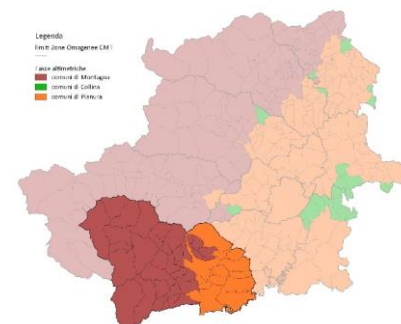 Legenda
limiti Zone Omogenee CMT
Fasce altimetriche
comuni di Montagna
comuni di Collina
comuni di Pianura